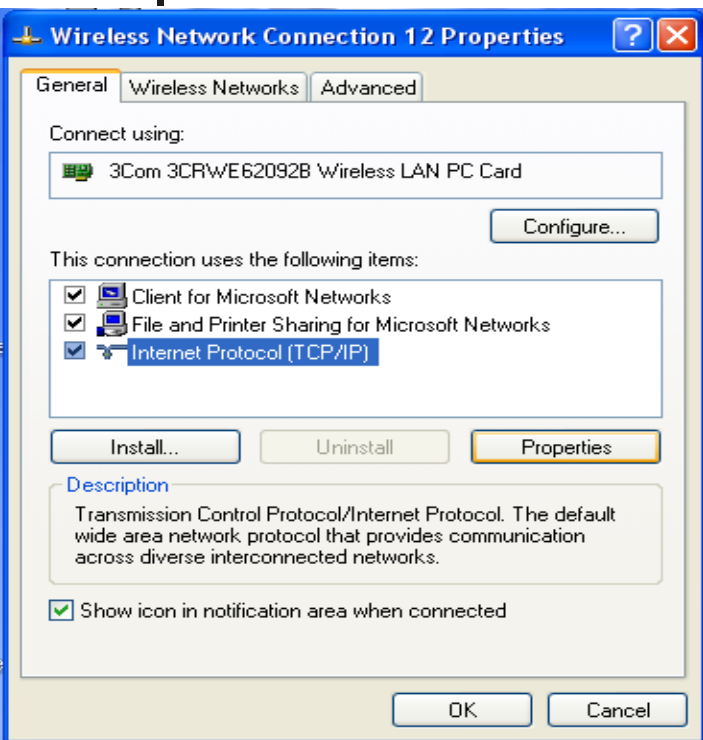 Wireless Network Connection 12 Properties
General Wireless Networks Advanced
Connect using:
3Com 3CRWE62092B Wireless LAN PC Card
Configure...
This connection uses the following items:
Client for Microsoft Networks
File and Printer Sharing for Microsoft Networks
Internet Protocol (TCP/IP)
Install... Uninstall Properties
Description
Transmission Control Protocol/Internet Protocol. The default
wide area network protocol that provides communication
across diverse interconnected networks.
Show icon in notification area when connected
OK Cancel